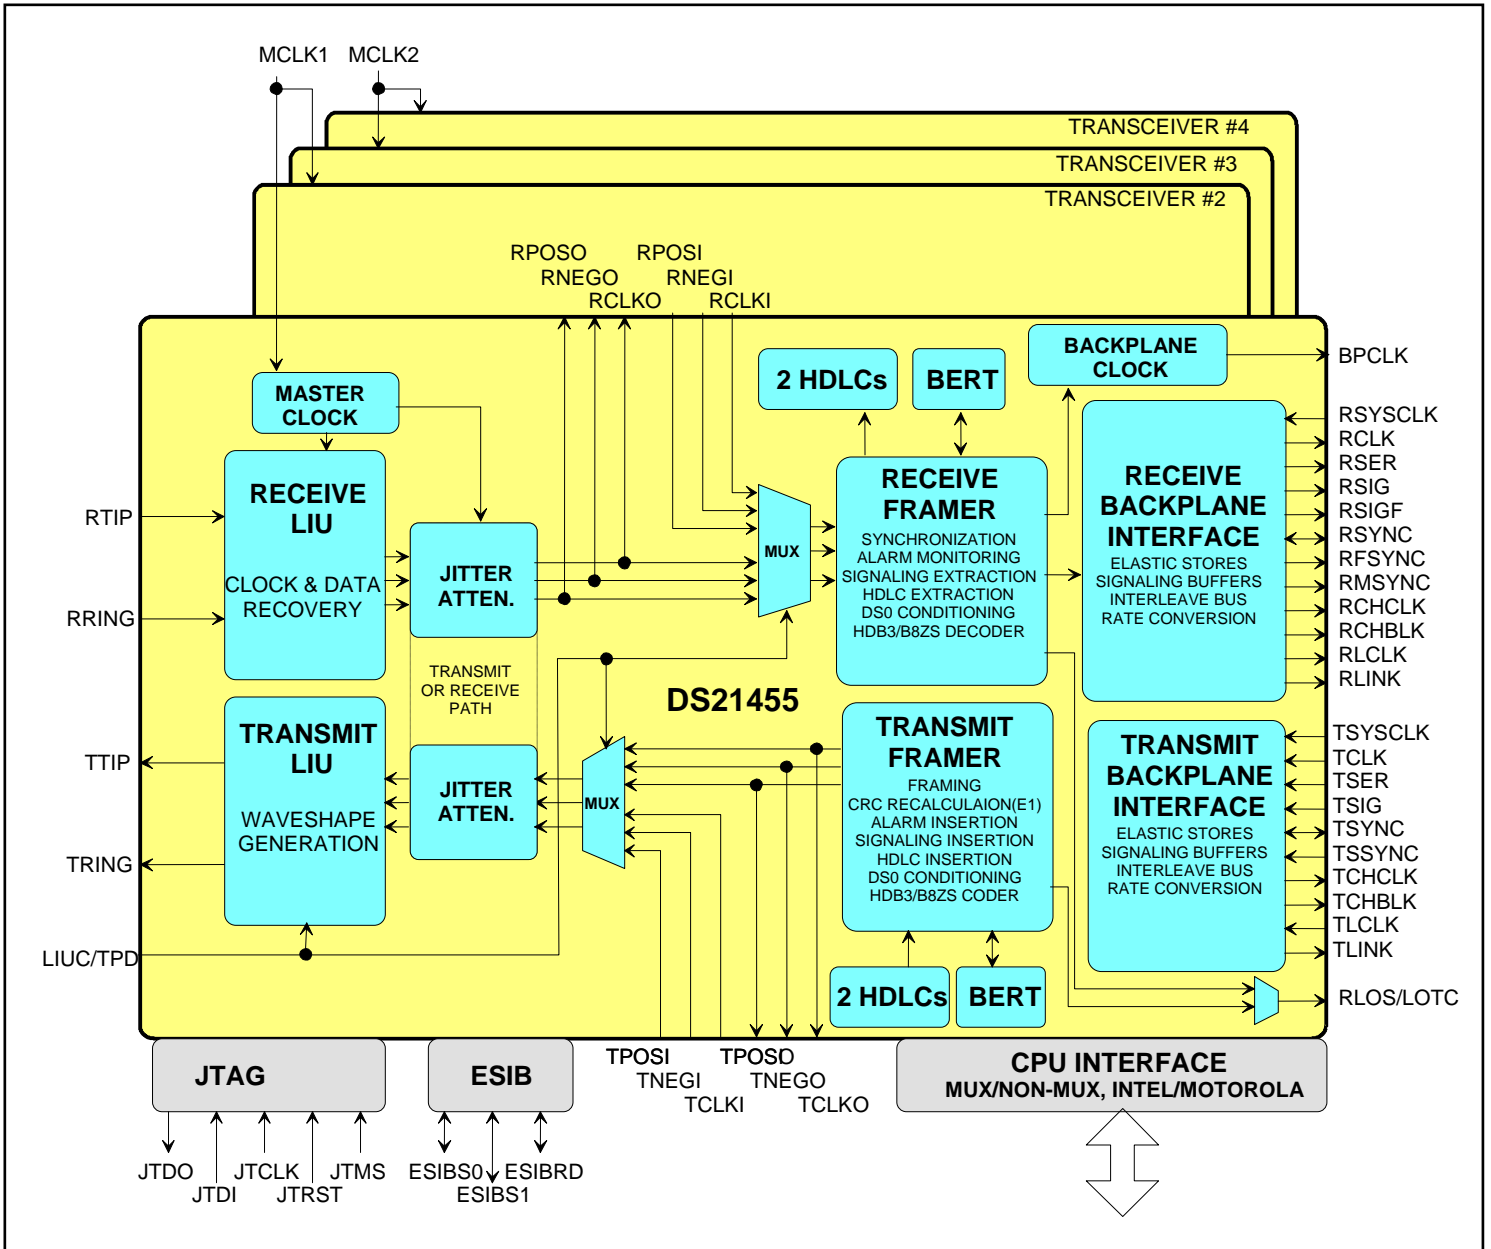 MCLK1
MCLK2
TRANSCEIVER #4
TRANSCEIVER #3
TRANSCEIVER #2
RPOSO
RNEGO
RCLKO
RPOSI
RNEGI
RCLKI
MASTER
CLOCK
2 HDLCs
BERT
BACKPLANE
CLOCK
BPCLK
RTIP
RRING
RECEIVE
LIU
CLOCK & DATA
RECOVERY
JITTER
ATTEN.
MUX
RECEIVE
FRAMER
SYNCHRONIZATION
ALARM MONITORING
SIGNALING EXTRACTION
HDLC EXTRACTION
DS0 CONDITIONING
HDB3/B8ZS DECODER
RECEIVE
BACKPLANE
INTERFACE
ELASTIC STORES
SIGNALING BUFFERS
INTERLEAVE BUS
RATE CONVERSION
RSYSCLK
RCLK
RSER
RSIG
RSIGF
RSYNC
RFSYNC
RMSYNC
RCHCLK
RCHBLK
RLCLK
RLINK
TRANSMIT
OR RECEIVE
PATH
DS21455
TTIP
TRING
LIUC/TPD
TRANSMIT
LIU
WAVESHAPE
GENERATION
JITTER
ATTEN.
MUX
TRANSMIT
FRAMER
FRAMING
CRC RECALCULAION(E1)
ALARM INSERTION
SIGNALING INSERTION
HDLC INSERTION
DS0 CONDITIONING
HDB3/B8ZS CODER
2 HDLCs
BERT
TRANSMIT
BACKPLANE
INTERFACE
ELASTIC STORES
SIGNALING BUFFERS
INTERLEAVE BUS
RATE CONVERSION
TSYSCLK
TCLK
TSER
TSIG
TSYNC
TSSYNC
TCHCLK
TCHBLK
TLCLK
TLINK
RLOS/LOTC
JTAG
ESIB
TPOSI
TNEGI
TCLKI
TPOSO
TNEGO
TCLKO
CPU INTERFACE
MUX/NON-MUX, INTEL/MOTOROLA
JTDO
JTDI
JTCLK
JTRST
JTMS
ESIBS0
ESIBS1
ESIBRD